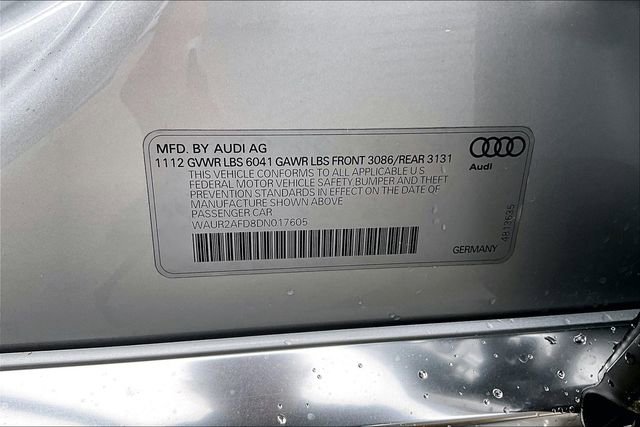 MFD. BY AUDI AG
1112 GVWR LBS 6041 GAWR LBS FRONT 3086/REAR 3131
THIS VEHICLE CONFORMS TO ALL APPLICABLE U.S.
FEDERAL MOTOR VEHICLE SAFETY BUMPER AND THEFT
PREVENTION STANDARDS IN EFFECT ON THE DATE OF
MANUFACTURE SHOWN ABOVE
PASSENGER CAR
WAUR2AFD8DN017605
Audi
GERMANY
4813635